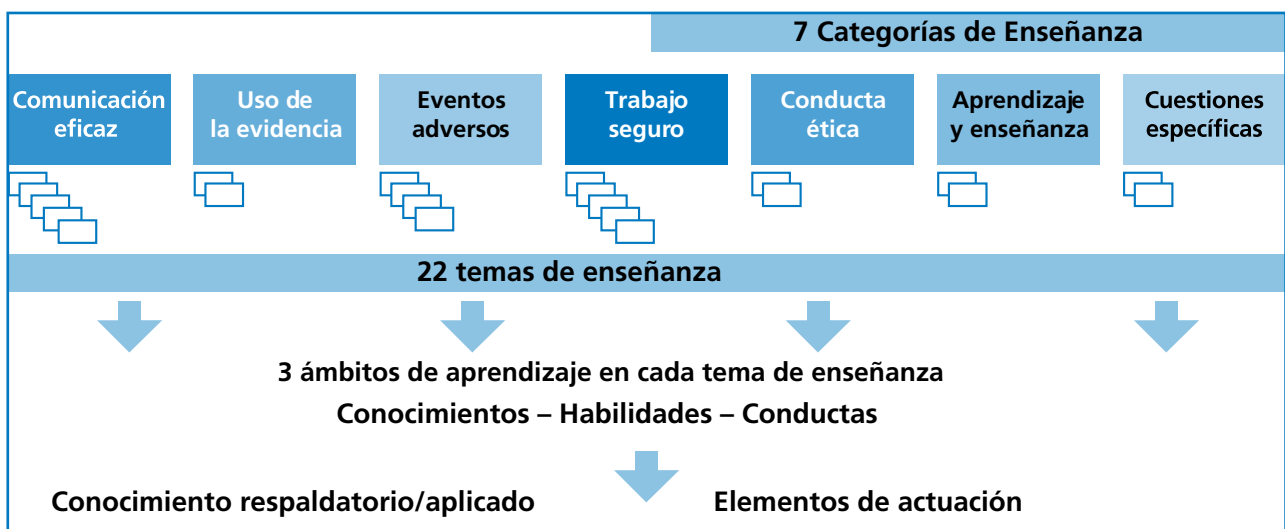 7 Categorías de Enseñanza
Comunicación
eficaz
Uso de
la evidencia
Eventos
adversos
Trabajo
seguro
Conducta
ética
Aprendizaje
y enseñanza
Cuestiones
específicas
22 temas de enseñanza
3 ámbitos de aprendizaje en cada tema de enseñanza
Conocimientos – Habilidades – Conductas
Conocimiento respaldatorio/aplicado
Elementos de actuación